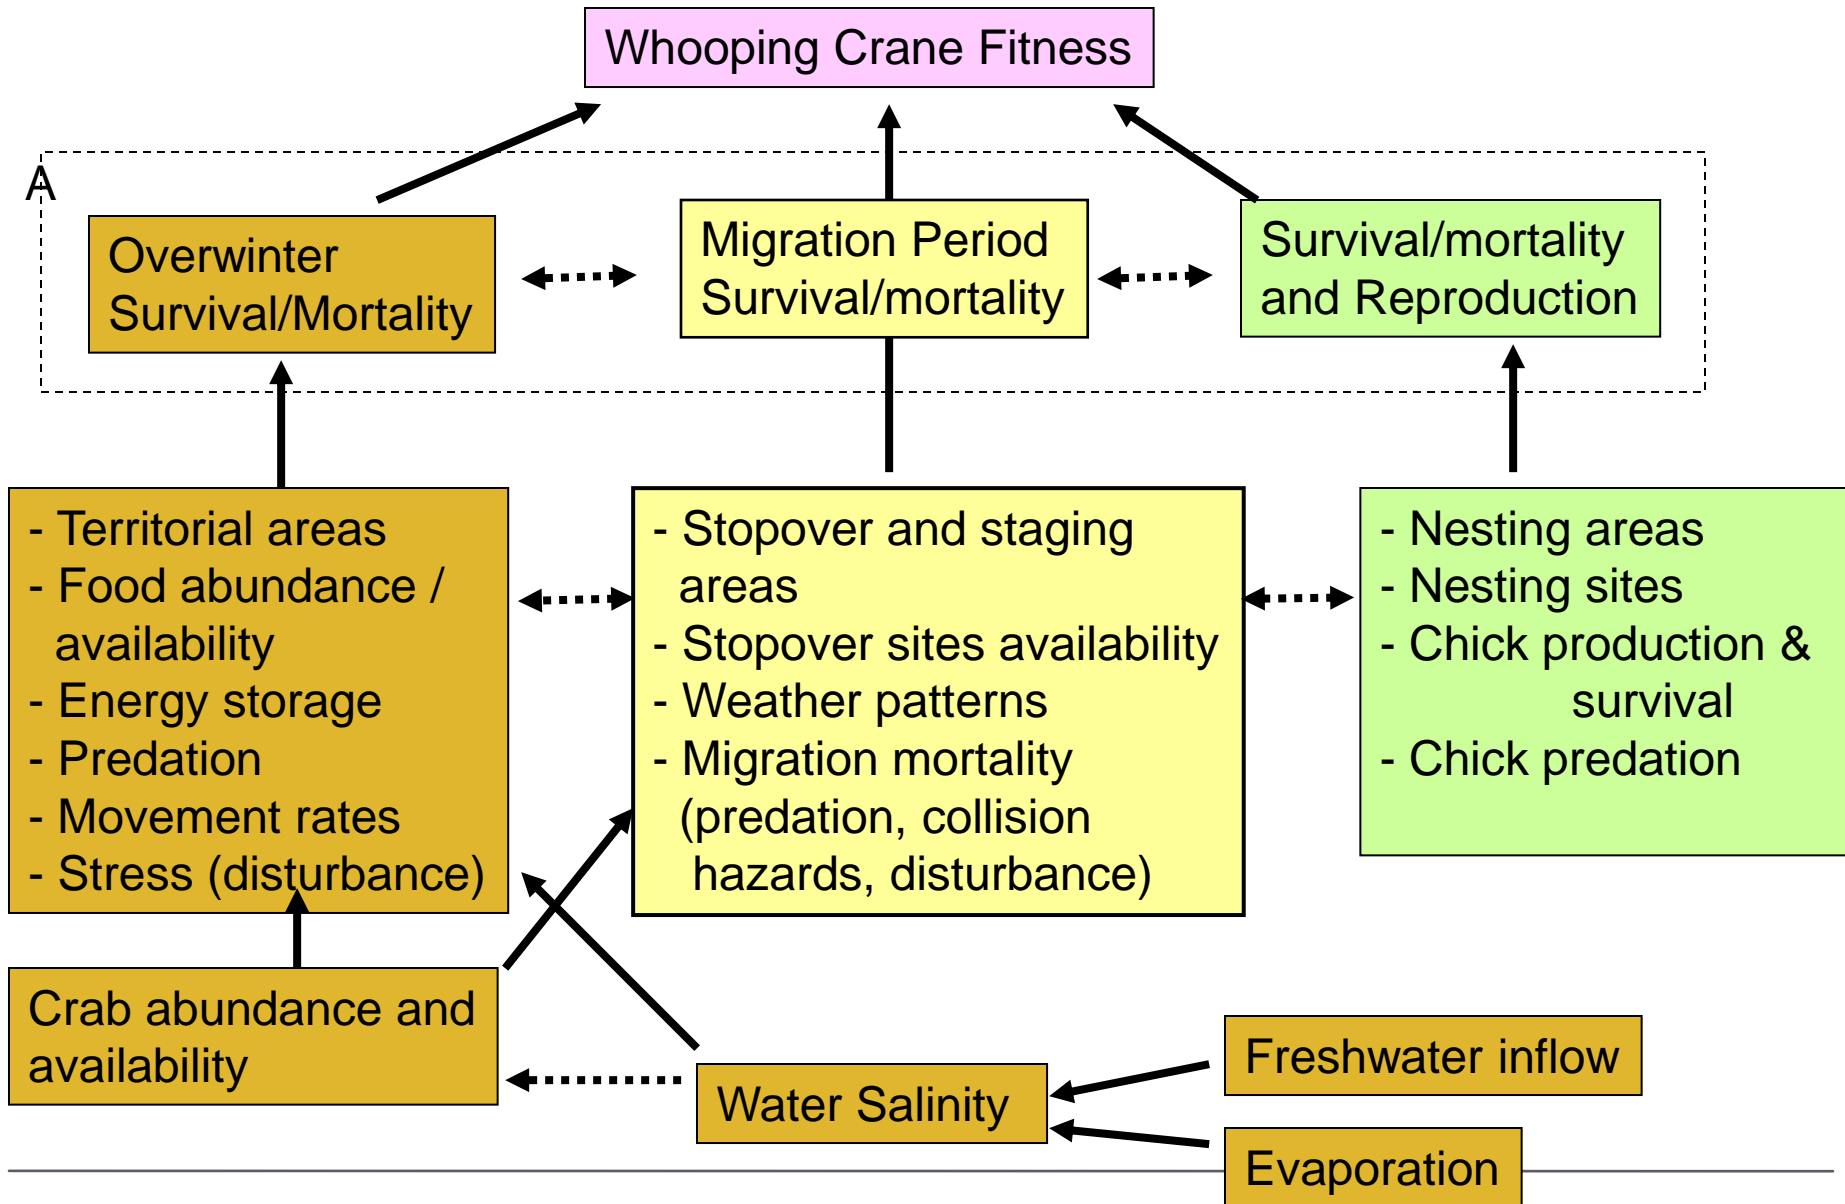 Whooping Crane Fitness
A
Overwinter
Survival/Mortality
Migration Period
Survival/mortality
Survival/mortality
and Reproduction
- Territorial areas
- Food abundance /
availability
- Energy storage
- Predation
- Movement rates
- Stress (disturbance)
- Stopover and staging
areas
- Stopover sites availability
- Weather patterns
- Migration mortality
(predation, collision
hazards, disturbance)
- Nesting areas
- Nesting sites
- Chick production &
survival
- Chick predation
Crab abundance and
availability
Water Salinity
Freshwater inflow
Evaporation